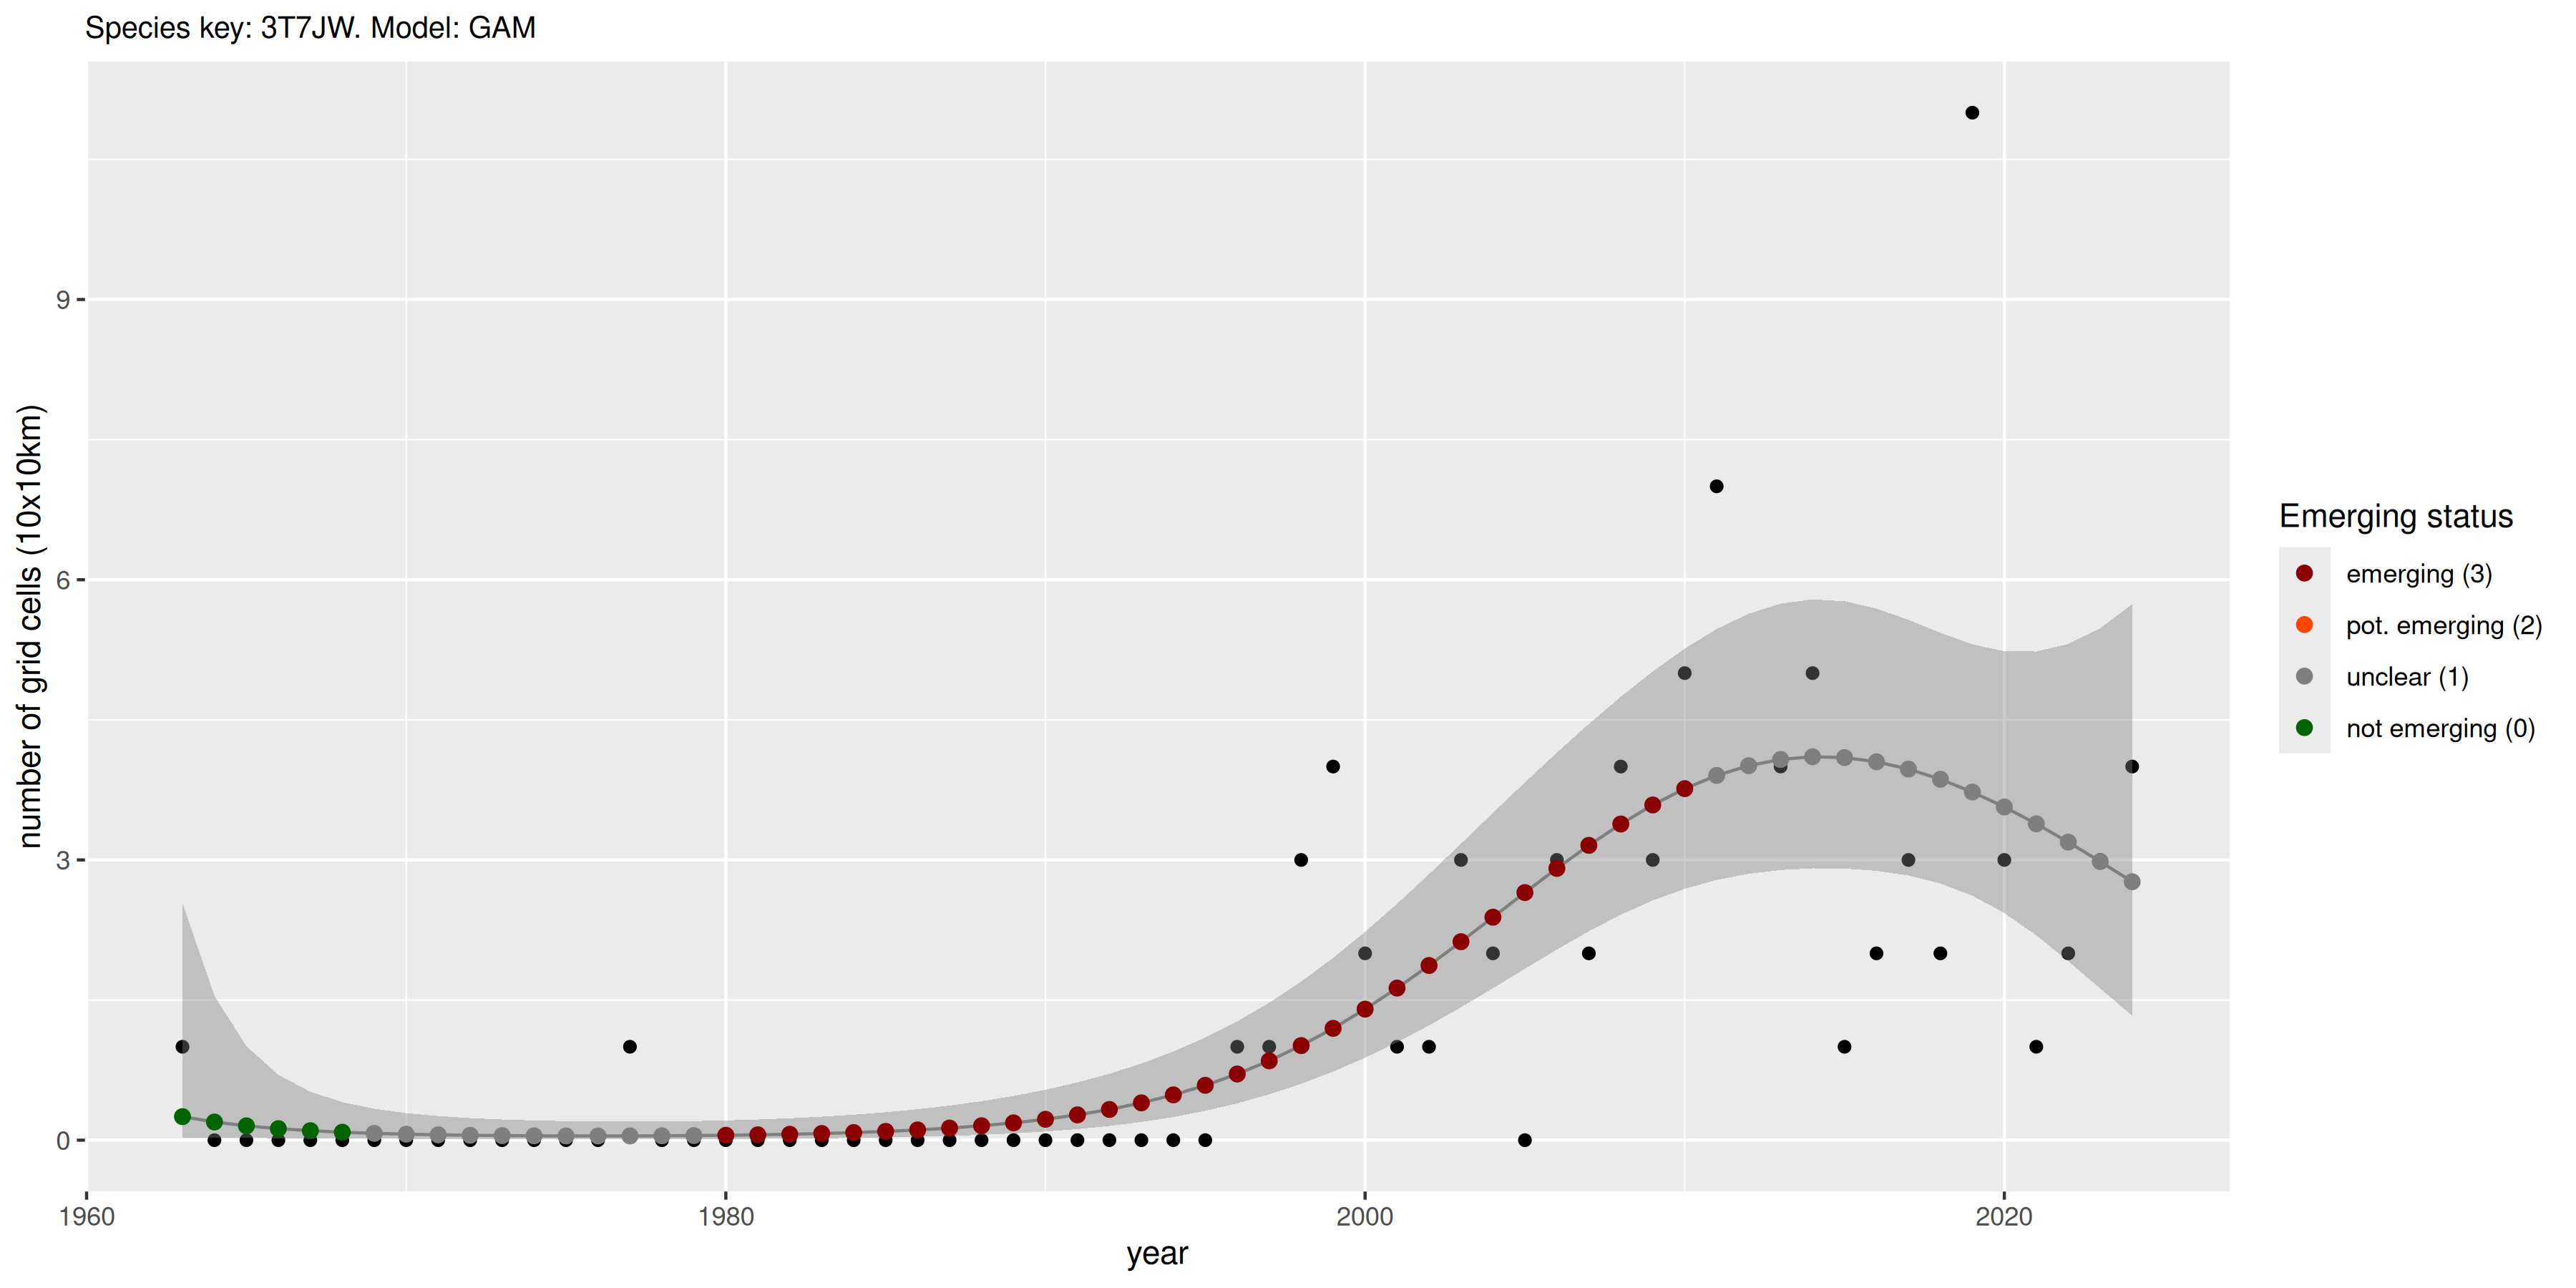 Species key: 3T7JW. Model: GAM
number of grid cells (10x10km)
9
6
3
0
1960
1980
2000
2020
year
Emerging status
emerging (3)
pot. emerging (2)
unclear (1)
not emerging (0)